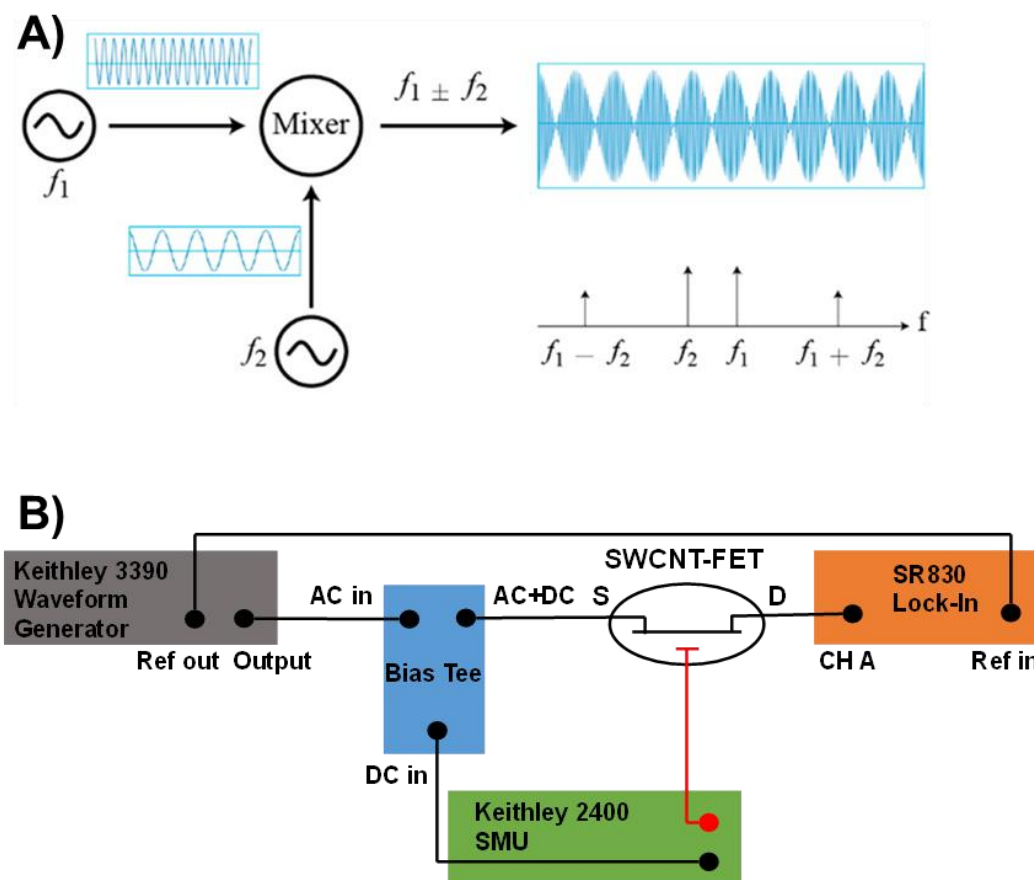 A)
f₁ ± f₂
Mixer
f₁
f₂
f
f₁ − f₂ f₂ f₁ f₁ + f₂
B)
Keithley 3390
Waveform
Generator
Ref out Output
AC in
Bias Tee
DC in
AC+DC S
SWCNT-FET
D
SR830
Lock-In
CH A Ref in
Keithley 2400
SMU